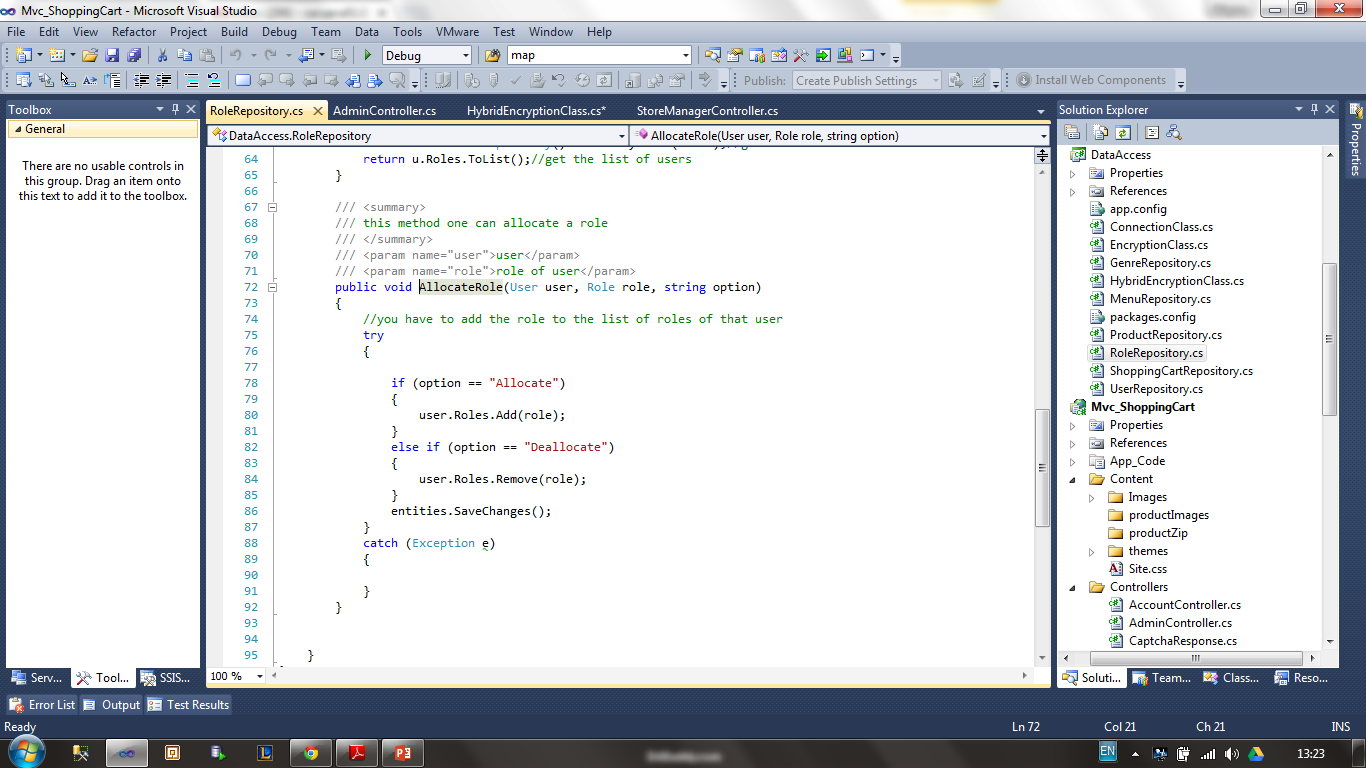 Mvc_ShoppingCart - Microsoft Visual Studio
File Edit View Refactor Project Build Debug Team Data Tools VMware Test Window Help
Debug map
Publish: Create Publish Settings Install Web Components
Toolbox
General
There are no usable controls in
this group. Drag an item onto
this text to add it to the toolbox.
Serv... Tool... SSIS...
RoleRepository.cs AdminController.cs HybridEncryptionClass.cs* StoreManagerController.cs
DataAccess.RoleRepository AllocateRole(User user, Role role, string option)
64 return u.Roles.ToList();//get the list of users
65 }
66
67 /// <summary>
68 /// this method one can allocate a role
69 /// </summary>
70 /// <param name="user">user</param>
71 /// <param name="role">role of user</param>
72 public void AllocateRole(User user, Role role, string option)
73 {
74 //you have to add the role to the list of roles of that user
75 try
76 {
77
78 if (option == "Allocate")
79 {
80 user.Roles.Add(role);
81 }
82 else if (option == "Deallocate")
83 {
84 user.Roles.Remove(role);
85 }
86 entities.SaveChanges();
87 }
88 catch (Exception e)
89 {
90
91 }
92 }
93
94
95 }
100 %
Solution Explorer
DataAccess
Properties
References
app.config
ConnectionClass.cs
EncryptionClass.cs
GenreRepository.cs
HybridEncryptionClass.cs
MenuRepository.cs
packages.config
ProductRepository.cs
RoleRepository.cs
ShoppingCartRepository.cs
UserRepository.cs
Mvc_ShoppingCart
Properties
References
App_Code
Content
Images
productImages
productZip
themes
Site.css
Controllers
AccountController.cs
AdminController.cs
CaptchaResponse.cs
Soluti... Team... Class... Reso...
Properties
Error List Output Test Results
Ready Ln 72 Col 21 Ch 21 INS
EN 13:23